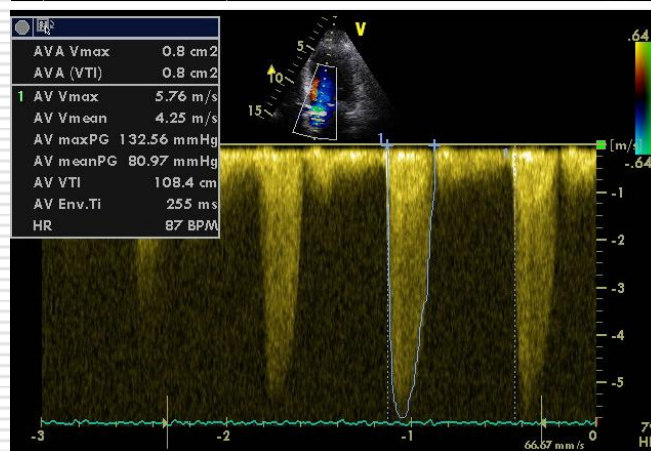 AVA Vmax 0.8 cm2
AVA (VTI) 0.8 cm2
1 AV Vmax 5.76 m/s
AV Vmean 4.25 m/s
AV maxPG 132.56 mmHg
AV meanPG 80.97 mmHg
AV VTI 108.4 cm
AV Env.Ti 255 ms
HR 87 BPM
V
5
10
15
.64
-.64
1
[m/s]
-1
-2
-3
-4
-5
-3
-2
-1
0
66.67 mm/s
HR